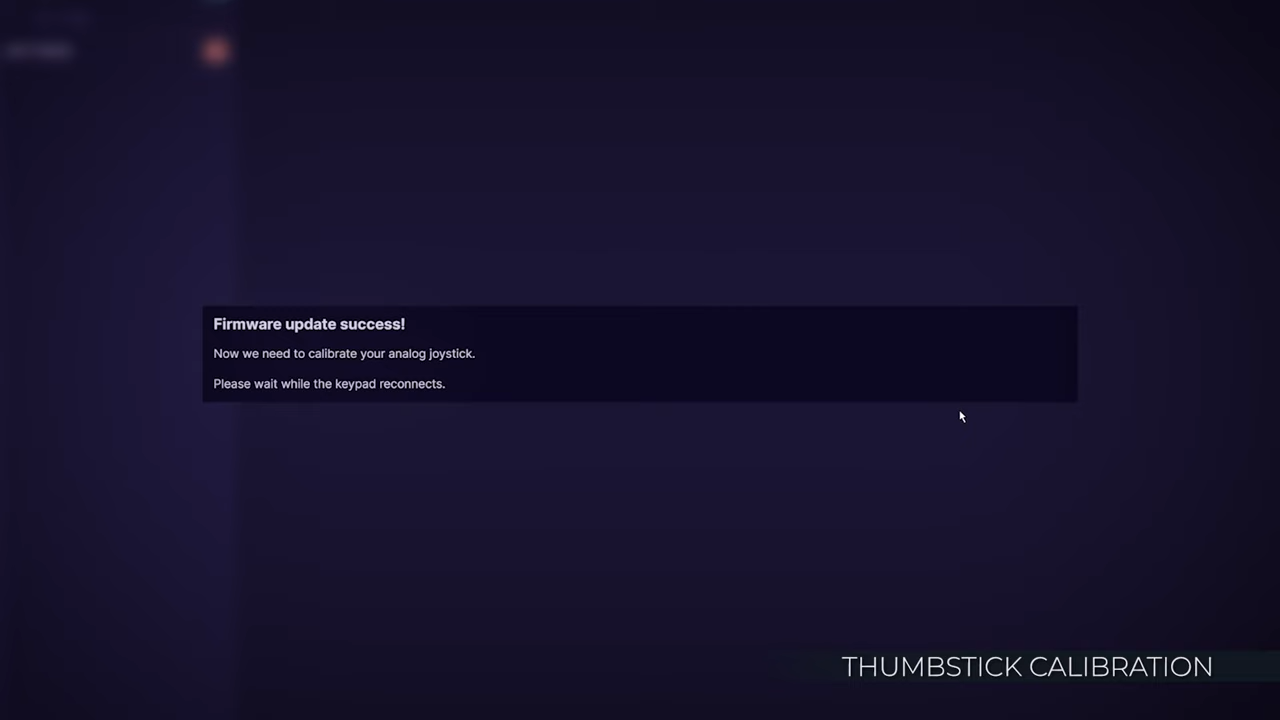 Firmware update success!
Now we need to calibrate your analog joystick.
Please wait while the keypad reconnects.
THUMBSTICK CALIBRATION